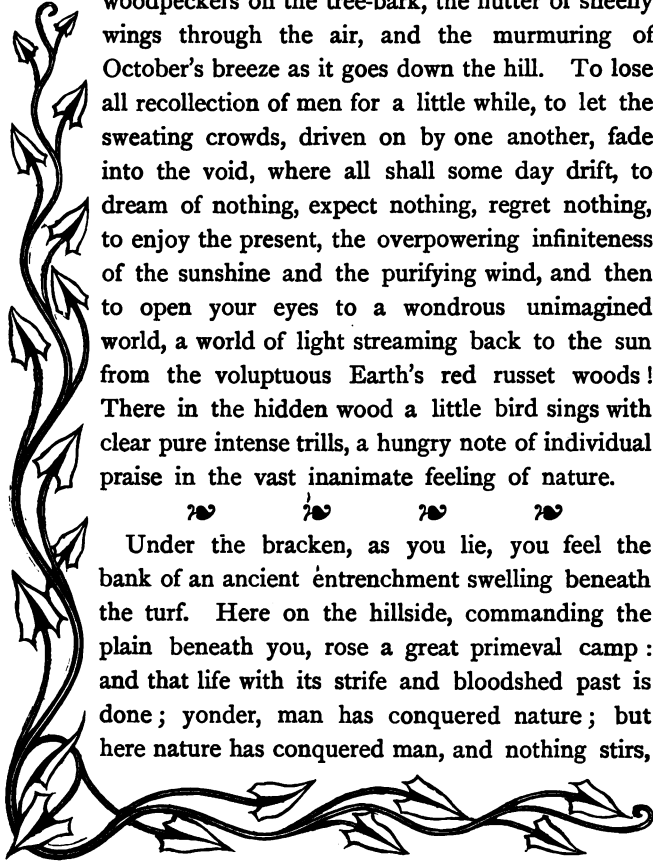 woodpeckers on the tree-bark, the flutter of sheeny
wings through the air, and the murmuring of
October's breeze as it goes down the hill. To lose
all recollection of men for a little while, to let the
sweating crowds, driven on by one another, fade
into the void, where all shall some day drift, to
dream of nothing, expect nothing, regret nothing,
to enjoy the present, the overpowering infiniteness
of the sunshine and the purifying wind, and then
to open your eyes to a wondrous unimagined
world, a world of light streaming back to the sun
from the voluptuous Earth's red russet woods!
There in the hidden wood a little bird sings with
clear pure intense trills, a hungry note of individual
praise in the vast inanimate feeling of nature.
Under the bracken, as you lie, you feel the
bank of an ancient entrenchment swelling beneath
the turf. Here on the hillside, commanding the
plain beneath you, rose a great primeval camp:
and that life with its strife and bloodshed past is
done; yonder, man has conquered nature; but
here nature has conquered man, and nothing stirs,